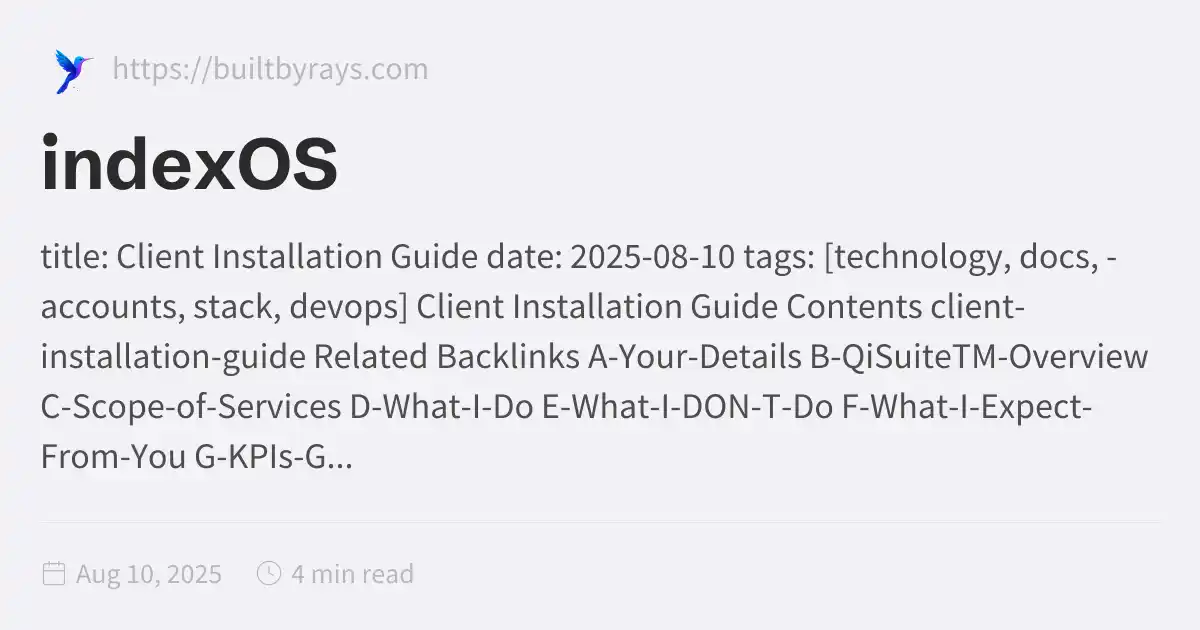 https://builtbyrays.com
indexOS
title: Client Installation Guide date: 2025-08-10 tags: [technology, docs, -
accounts, stack, devops] Client Installation Guide Contents client-
installation-guide Related Backlinks A-Your-Details B-QiSuiteTM-Overview
C-Scope-of-Services D-What-I-Do E-What-I-DON-T-Do F-What-I-Expect-
From-You G-KPIs-G...
Aug 10, 2025 4 min read